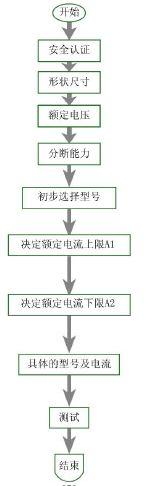 开始
安全认证
形状尺寸
额定电压
分断能力
初步选择型号
决定额定电流上限A1
决定额定电流下限A2
具体的型号及电流
测试
结束